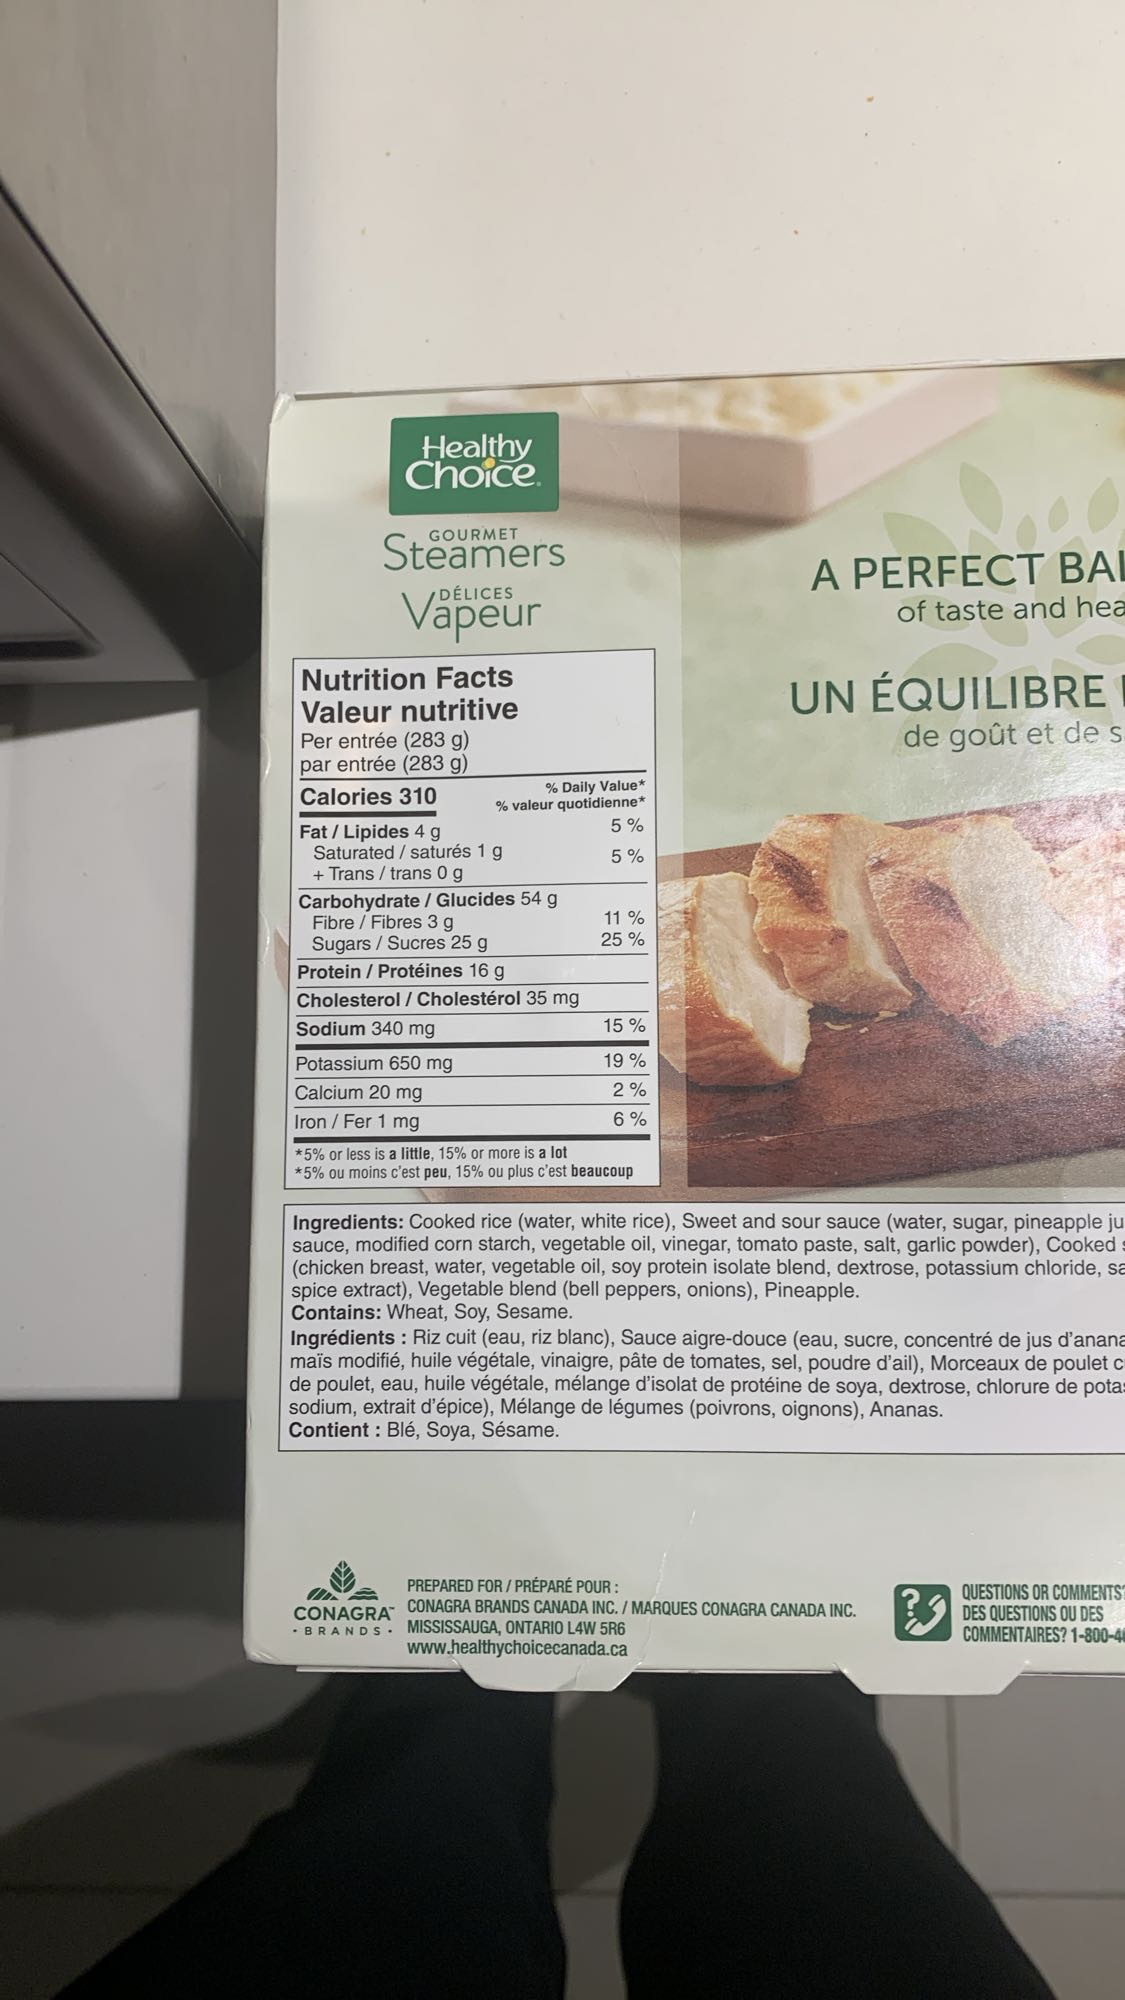 Healthy
Choice
GOURMET
Steamers
DÉLICES
Vapeur
Nutrition Facts
Valeur nutritive
Per entrée (283 g)
par entrée (283 g)
Calories 310
% Daily Value*
% valeur quotidienne*
Fat / Lipides 4 g 5 %
Saturated / saturés 1 g
+ Trans / trans 0 g 5 %
Carbohydrate / Glucides 54 g
Fibre / Fibres 3 g 11 %
Sugars / Sucres 25 g 25 %
Protein / Protéines 16 g
Cholesterol / Cholestérol 35 mg
Sodium 340 mg 15 %
Potassium 650 mg 19 %
Calcium 20 mg 2 %
Iron / Fer 1 mg 6 %
*5% or less is a little, 15% or more is a lot
*5% ou moins c'est peu, 15% ou plus c'est beaucoup
A PERFECT
of taste and
UN ÉQUILIBRE
de goût et de
Ingredients: Cooked rice (water, white rice), Sweet and sour sauce (water, sugar, pineapple
sauce, modified corn starch, vegetable oil, vinegar, tomato paste, salt, garlic powder), Cooked
(chicken breast, water, vegetable oil, soy protein isolate blend, dextrose, potassium chloride,
spice extract), Vegetable blend (bell peppers, onions), Pineapple.
Contains: Wheat, Soy, Sesame.
Ingrédients : Riz cuit (eau, riz blanc), Sauce aigre-douce (eau, sucre, concentré de jus
maïs modifié, huile végétale, vinaigre, pâte de tomates, sel, poudre d'ail), Morceaux de poulet
de poulet, eau, huile végétale, mélange d'isolat de protéine de soya, dextrose, chlorure de
sodium, extrait d'épice), Mélange de légumes (poivrons, oignons), Ananas.
Contient : Blé, Soya, Sésame.
CONAGRA™
• BRANDS •
PREPARED FOR / PRÉPARÉ POUR :
CONAGRA BRANDS CANADA INC. / MARQUES CONAGRA CANADA INC.
MISSISSAUGA, ONTARIO L4W 5R6
www.healthychoicecanada.ca
?
QUESTIONS OR COMMENTS
DES QUESTIONS OU DES
COMMENTAIRES? 1-800-